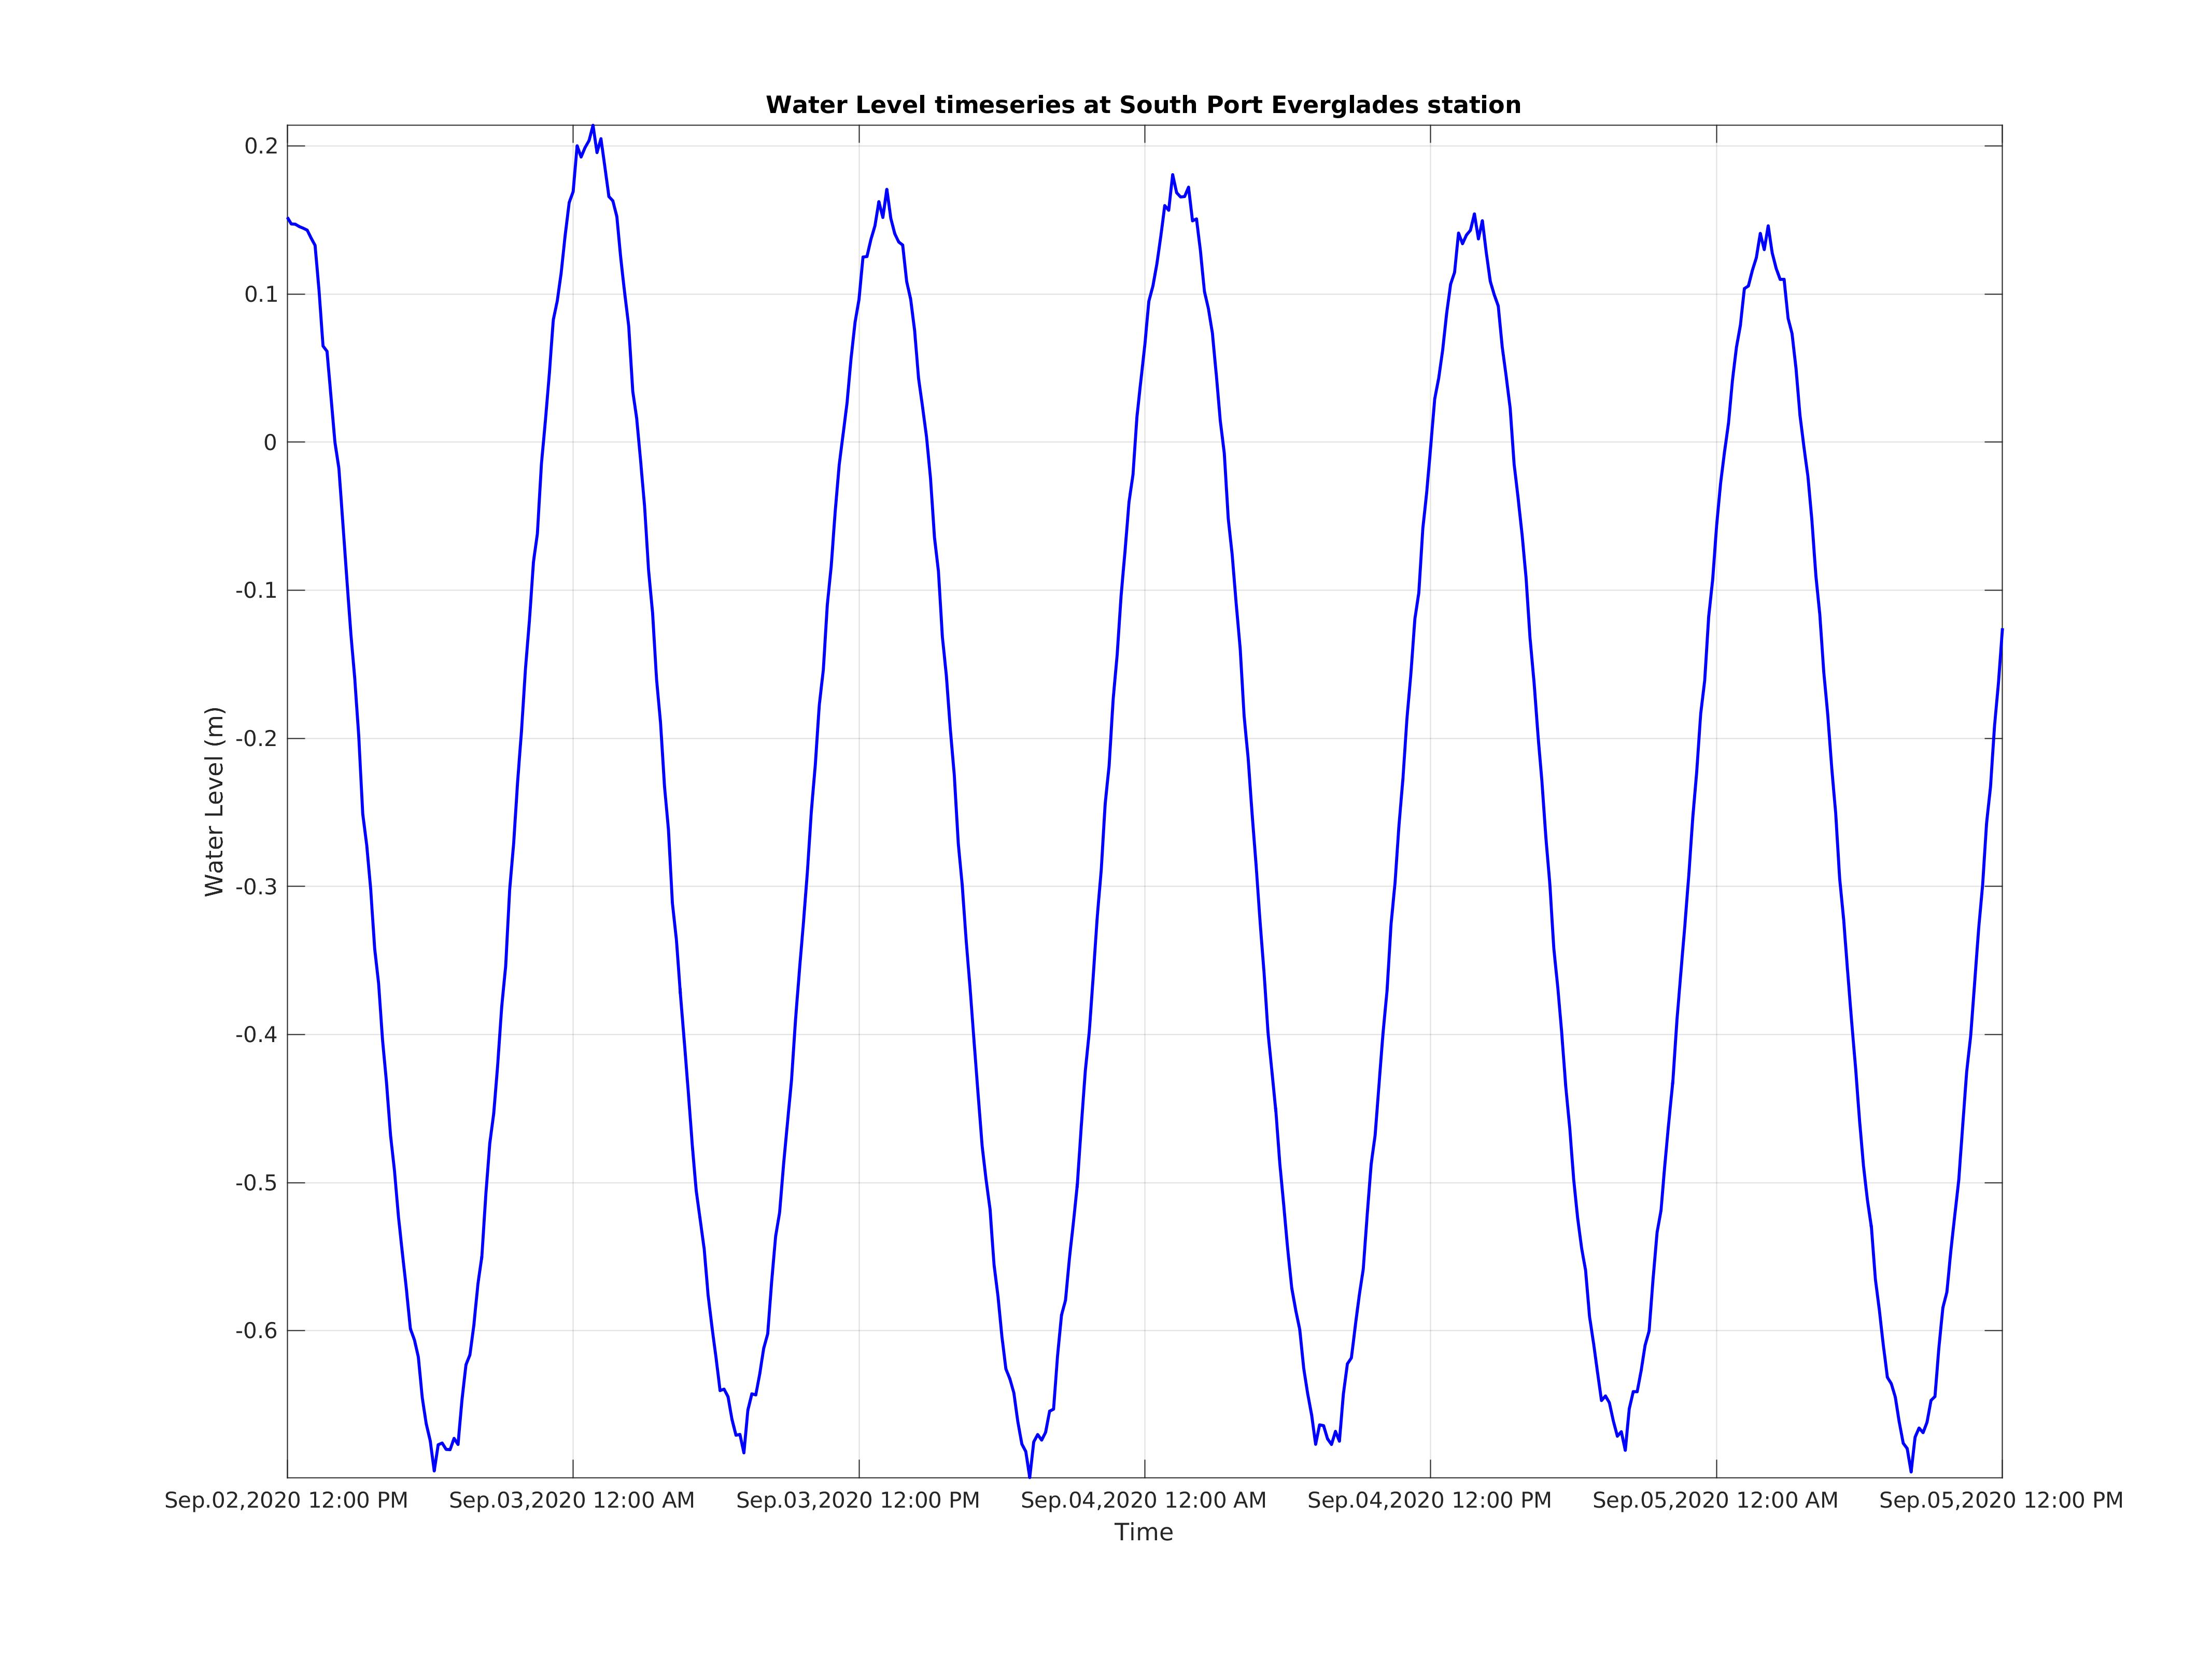 Water Level timeseries at South Port Everglades station
0.2
0.1
0
-0.1
-0.2
-0.3
-0.4
-0.5
-0.6
Water Level (m)
Sep.02,2020 12:00 PM Sep.03,2020 12:00 AM Sep.03,2020 12:00 PM Sep.04,2020 12:00 AM Sep.04,2020 12:00 PM Sep.05,2020 12:00 AM Sep.05,2020 12:00 PM
Time